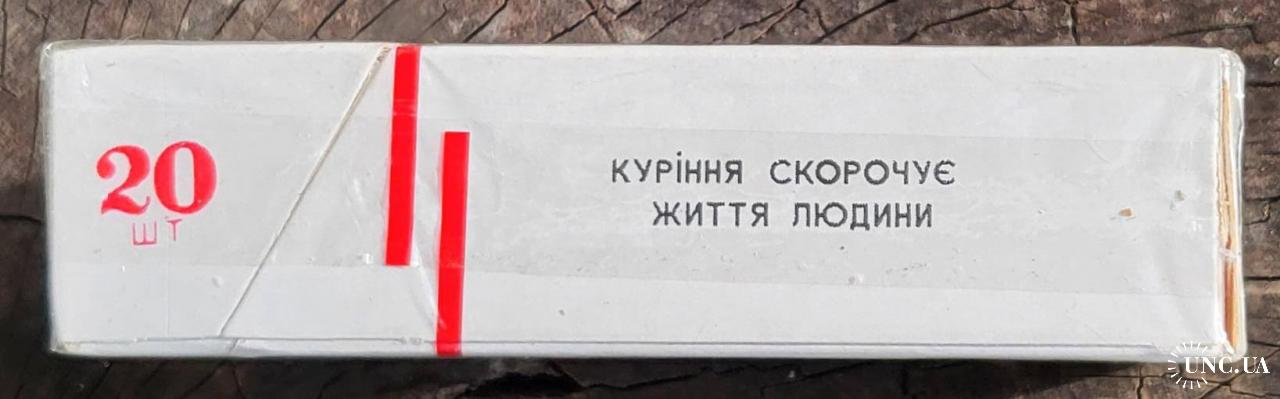 20
ШТ
КУРІННЯ СКОРОЧУЄ
ЖИТТЯ ЛЮДИНИ
UNC.UA